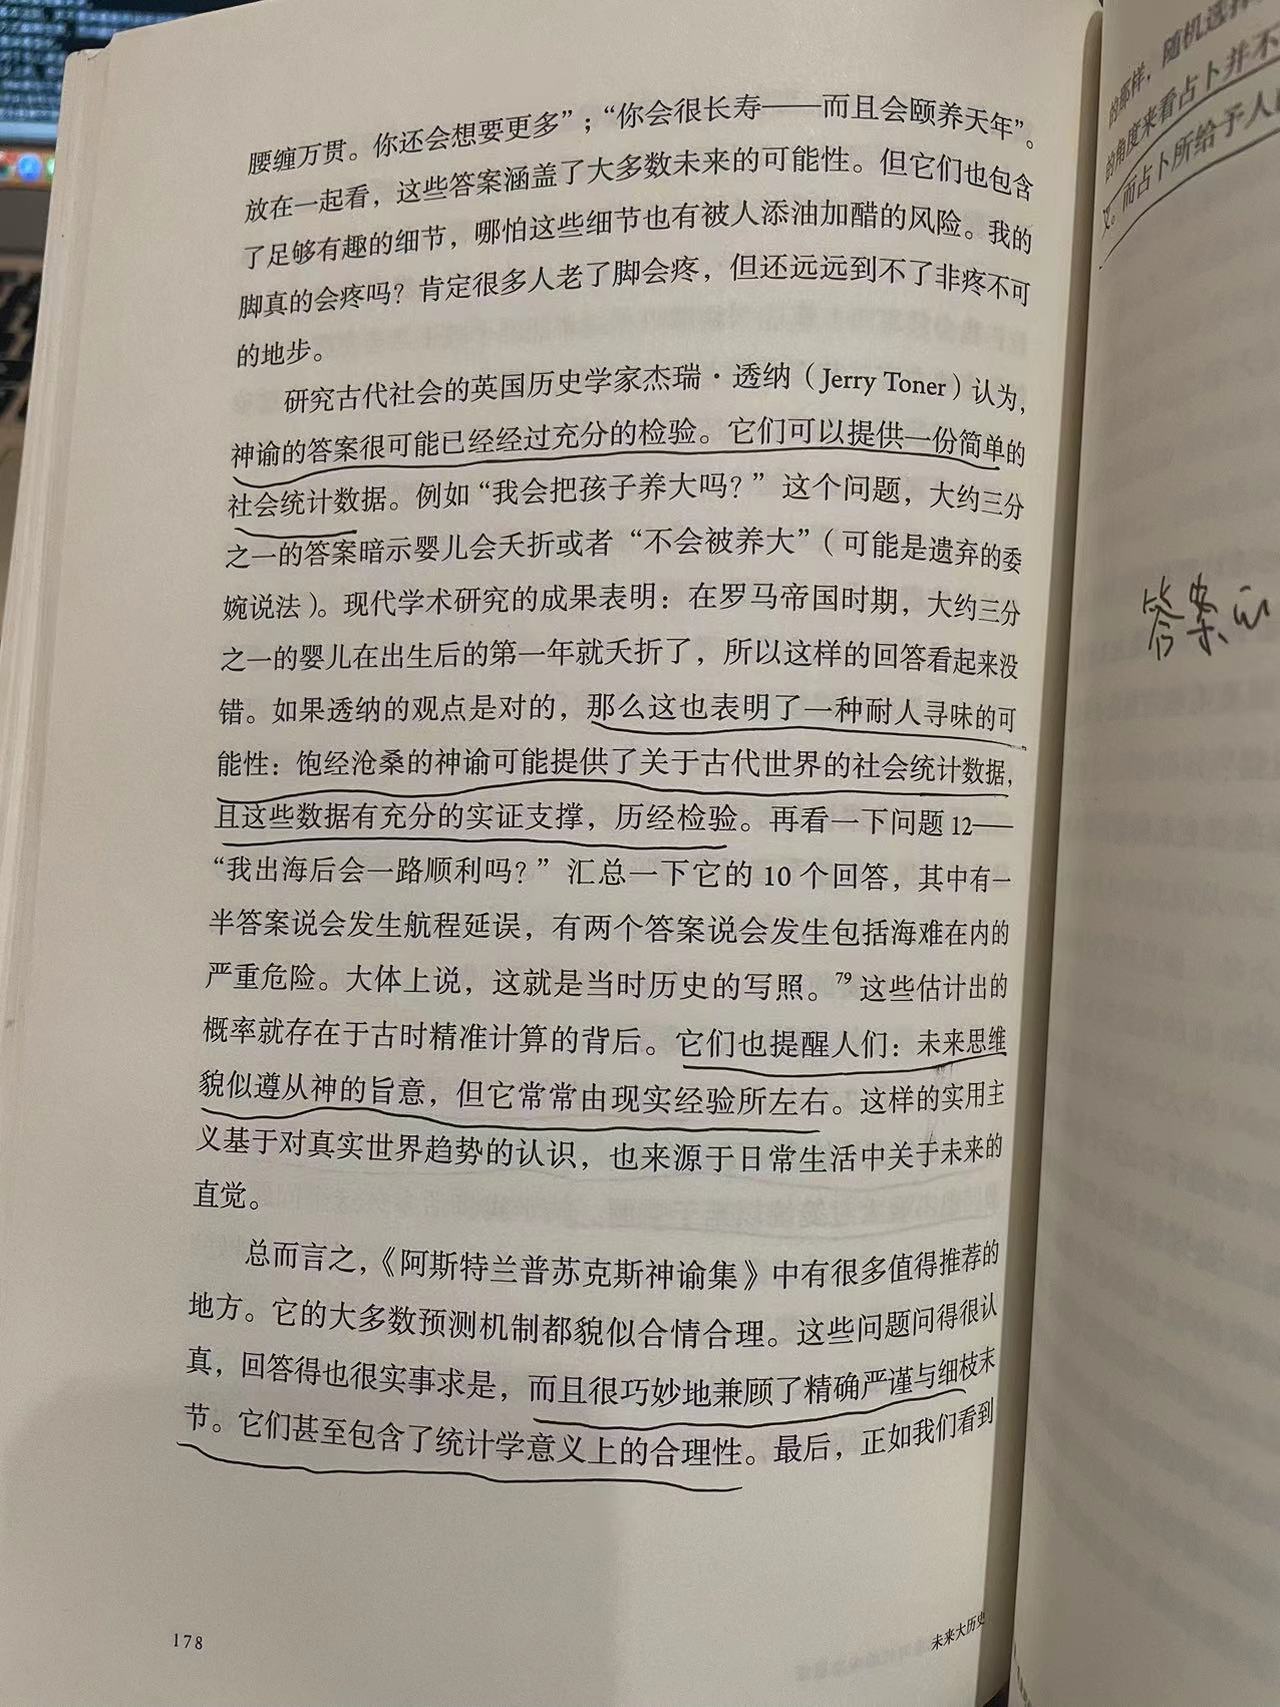 腰缠万贯。你还会想要更多”；“你会很长寿——而且会颐养天年”。
放在一起看，这些答案涵盖了大多数未来的可能性。但它们也包含
了足够有趣的细节，哪怕这些细节也有被人添油加醋的风险。我的
脚真的会疼吗？肯定很多人老了脚会疼，但还远远到不了非疼不可
的地步。
研究古代社会的英国历史学家杰瑞·透纳（Jerry Toner）认为，
神谕的答案很可能已经经过充分的检验。它们可以提供一份简单的
社会统计数据。例如“我会把孩子养大吗？”这个问题，大约三分
之一的答案暗示婴儿会夭折或者“不会被养大”（可能是遗弃的委
婉说法）。现代学术研究的成果表明：在罗马帝国时期，大约三分
之一的婴儿在出生后的第一年就夭折了，所以这样的回答看起来没
错。如果透纳的观点是对的，那么这也表明了一种耐人寻味的可
能性：饱经沧桑的神谕可能提供了关于古代世界的社会统计数据，
且这些数据有充分的实证支撑，历经检验。再看一下问题12——
“我出海后会一路顺利吗？”汇总一下它的10个回答，其中有一
半答案说会发生航程延误，有两个答案说会发生包括海难在内的
严重危险。大体上说，这就是当时历史的写照。79 这些估计出的
概率就存在于古时精准计算的背后。它们也提醒人们：未来思维
貌似遵从神的旨意，但它常常由现实经验所左右。这样的实用主
义基于对真实世界趋势的认识，也来源于日常生活中关于未来的
直觉。
总而言之，《阿斯特兰普苏克斯神谕集》中有很多值得推荐的
地方。它的大多数预测机制都貌似合情合理。这些问题问得很认
真，回答得也很实事求是，而且很巧妙地兼顾了精确严谨与细枝末
节。它们甚至包含了统计学意义上的合理性。最后，正如我们看到
178
未来大历史
的那样，随机选择
的角度来看占卜并不
义。而占卜所给予人
答案